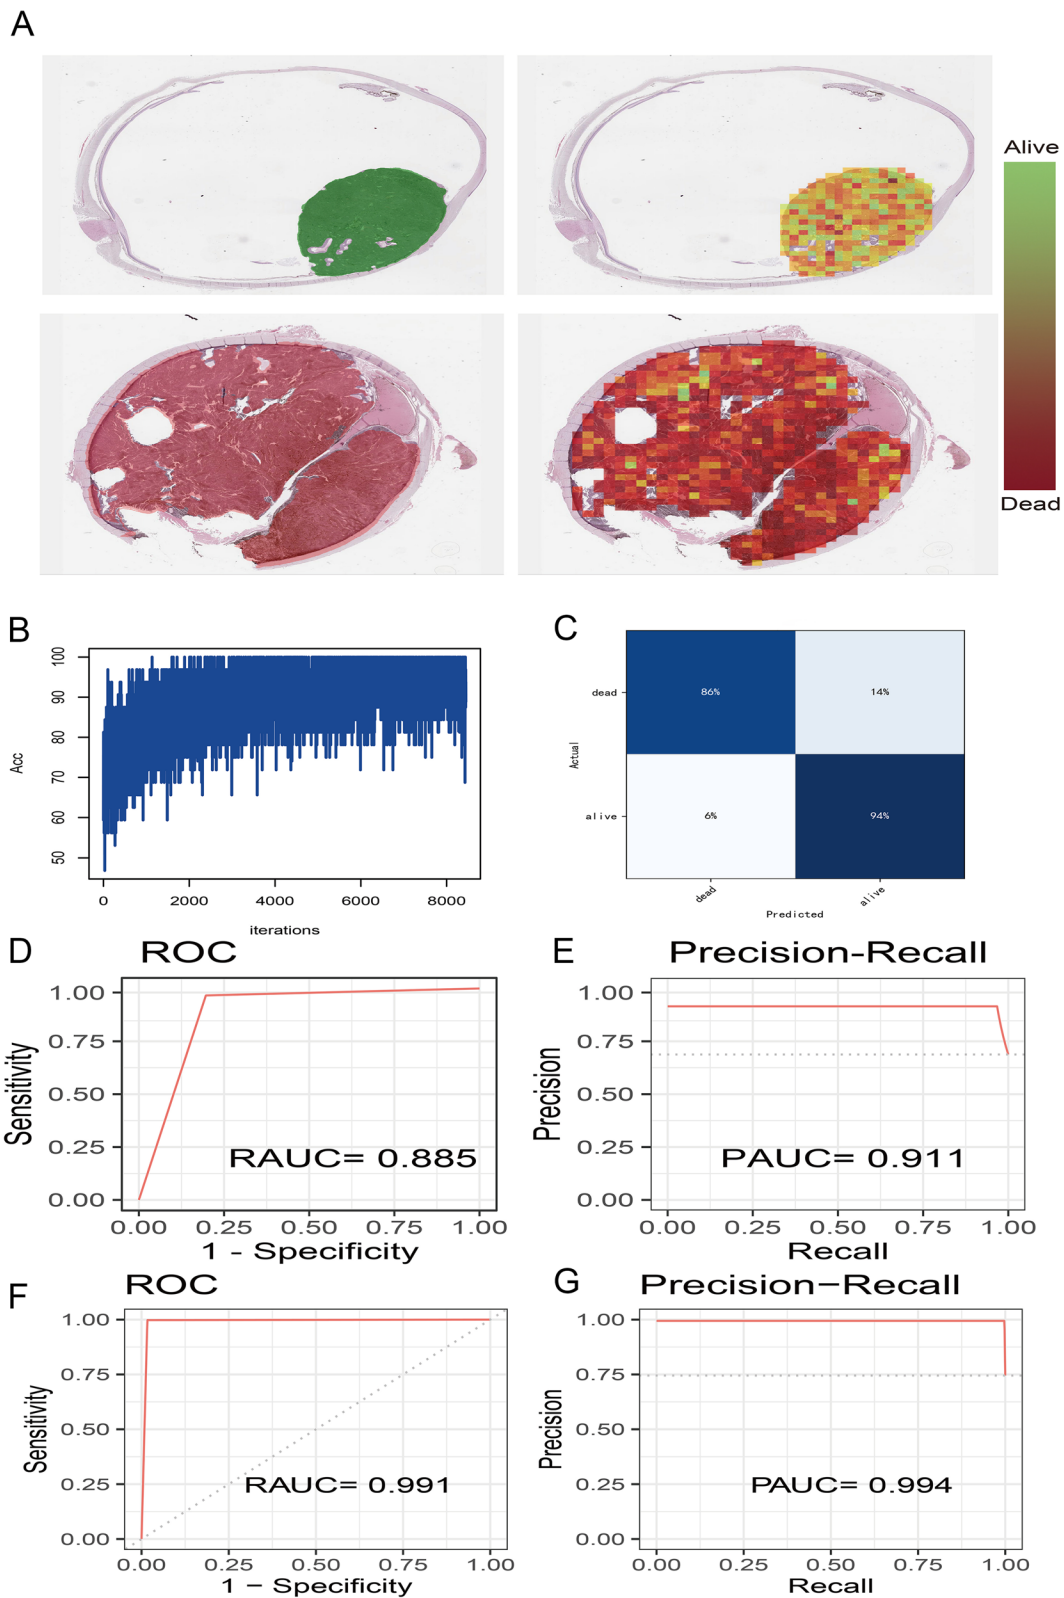 A
Alive
Dead
B
Acc
100
90
80
70
60
50
0 2000 4000 6000 8000
iterations
C
Actual
dead
alive
86% 14%
6% 94%
dead alive
Predicted
D
ROC
Sensitivity
1.00
0.75
0.50
0.25
0.00
RAUC= 0.885
0.00 0.25 0.50 0.75 1.00
1 - Specificity
E
Precision-Recall
Precision
1.00
0.75
0.50
0.25
0.00
PAUC= 0.911
0.00 0.25 0.50 0.75 1.00
Recall
F
ROC
Sensitivity
1.00
0.75
0.50
0.25
0.00
RAUC= 0.991
0.00 0.25 0.50 0.75 1.00
1 − Specificity
G
Precision−Recall
Precision
1.00
0.75
0.50
0.25
0.00
PAUC= 0.994
0.00 0.25 0.50 0.75 1.00
Recall